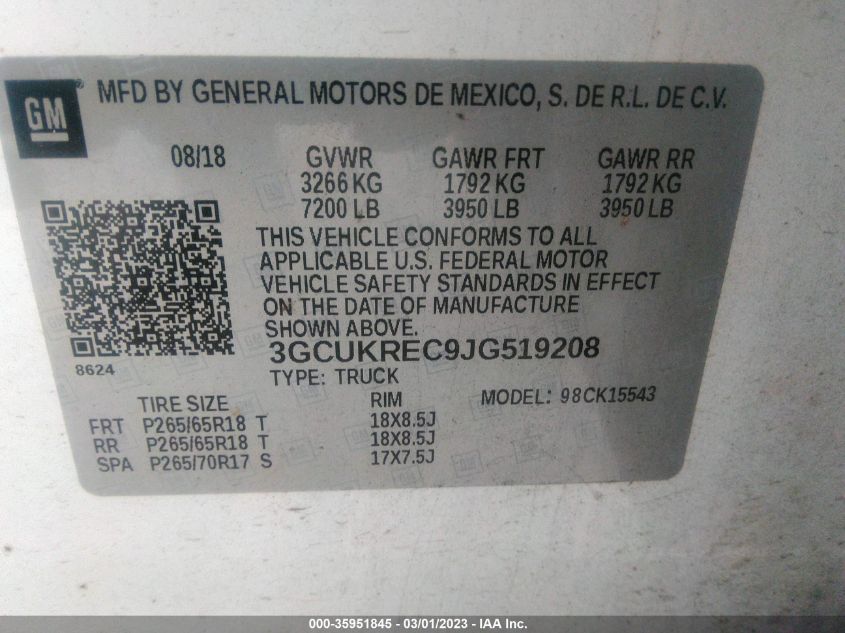 GM
MFD BY GENERAL MOTORS DE MEXICO, S. DE R.L. DE C.V.
08/18 GVWR GAWR FRT GAWR RR
3266 KG 1792 KG 1792 KG
7200 LB 3950 LB 3950 LB
THIS VEHICLE CONFORMS TO ALL
APPLICABLE U.S. FEDERAL MOTOR
VEHICLE SAFETY STANDARDS IN EFFECT
ON THE DATE OF MANUFACTURE
SHOWN ABOVE.
8624
3GCUKREC9JG519208
TYPE: TRUCK
MODEL: 98CK15543
TIRE SIZE RIM
FRT P265/65R18 T 18X8.5J
RR P265/65R18 T 18X8.5J
SPA P265/70R17 S 17X7.5J
000-35951845 - 03/01/2023 - IAA Inc.